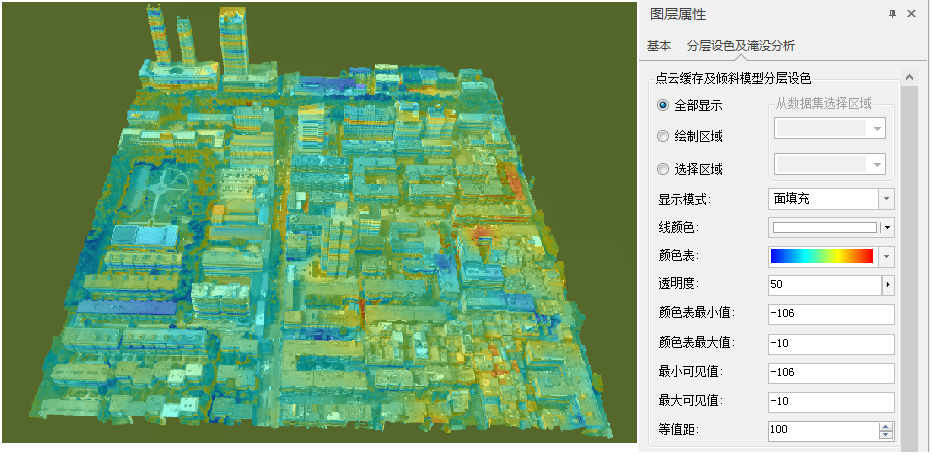 图层属性
基本 分层设色及淹没分析
点云缓存及倾斜模型分层设色
全部显示
从数据集选择区域
绘制区域
选择区域
显示模式: 面填充
线颜色:
颜色表:
透明度: 50
颜色表最小值: -106
颜色表最大值: -10
最小可见值: -106
最大可见值: -10
等值距: 100